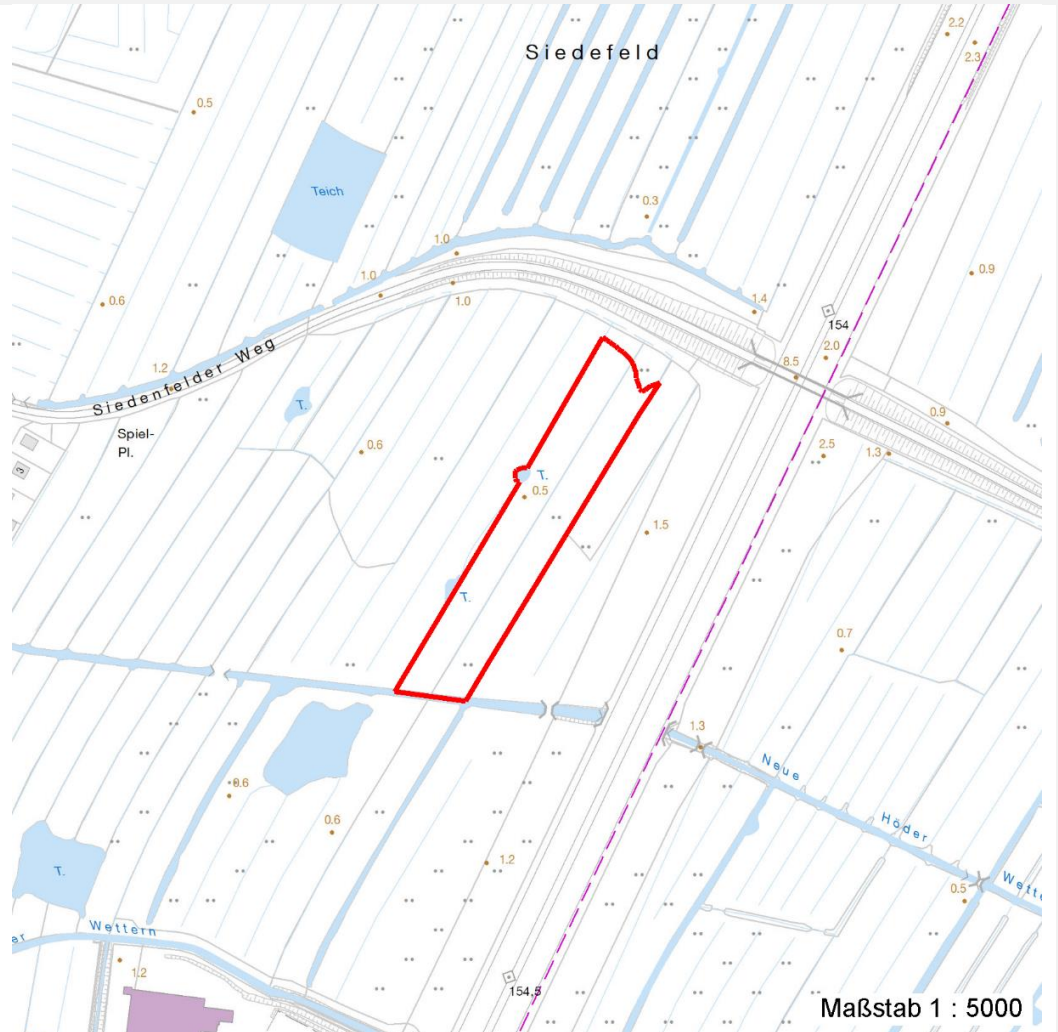 Siedefeld
2.2
2.3
0.5
Teich
0.3
1.0
1.0
1.0
0.9
0.6
1.4
154
2.0
1.2
Siedenfelder Weg
8.5
T.
0.9
Spiel-
Pl.
0.6
2.5
1.3
3
T.
0.5
1.5
T.
0.7
1.3
Neue
Höder
0.6
0.6
1.2
T.
Wette
0.5
er
Wettern
1.2
154,5
Maßstab 1 : 5000